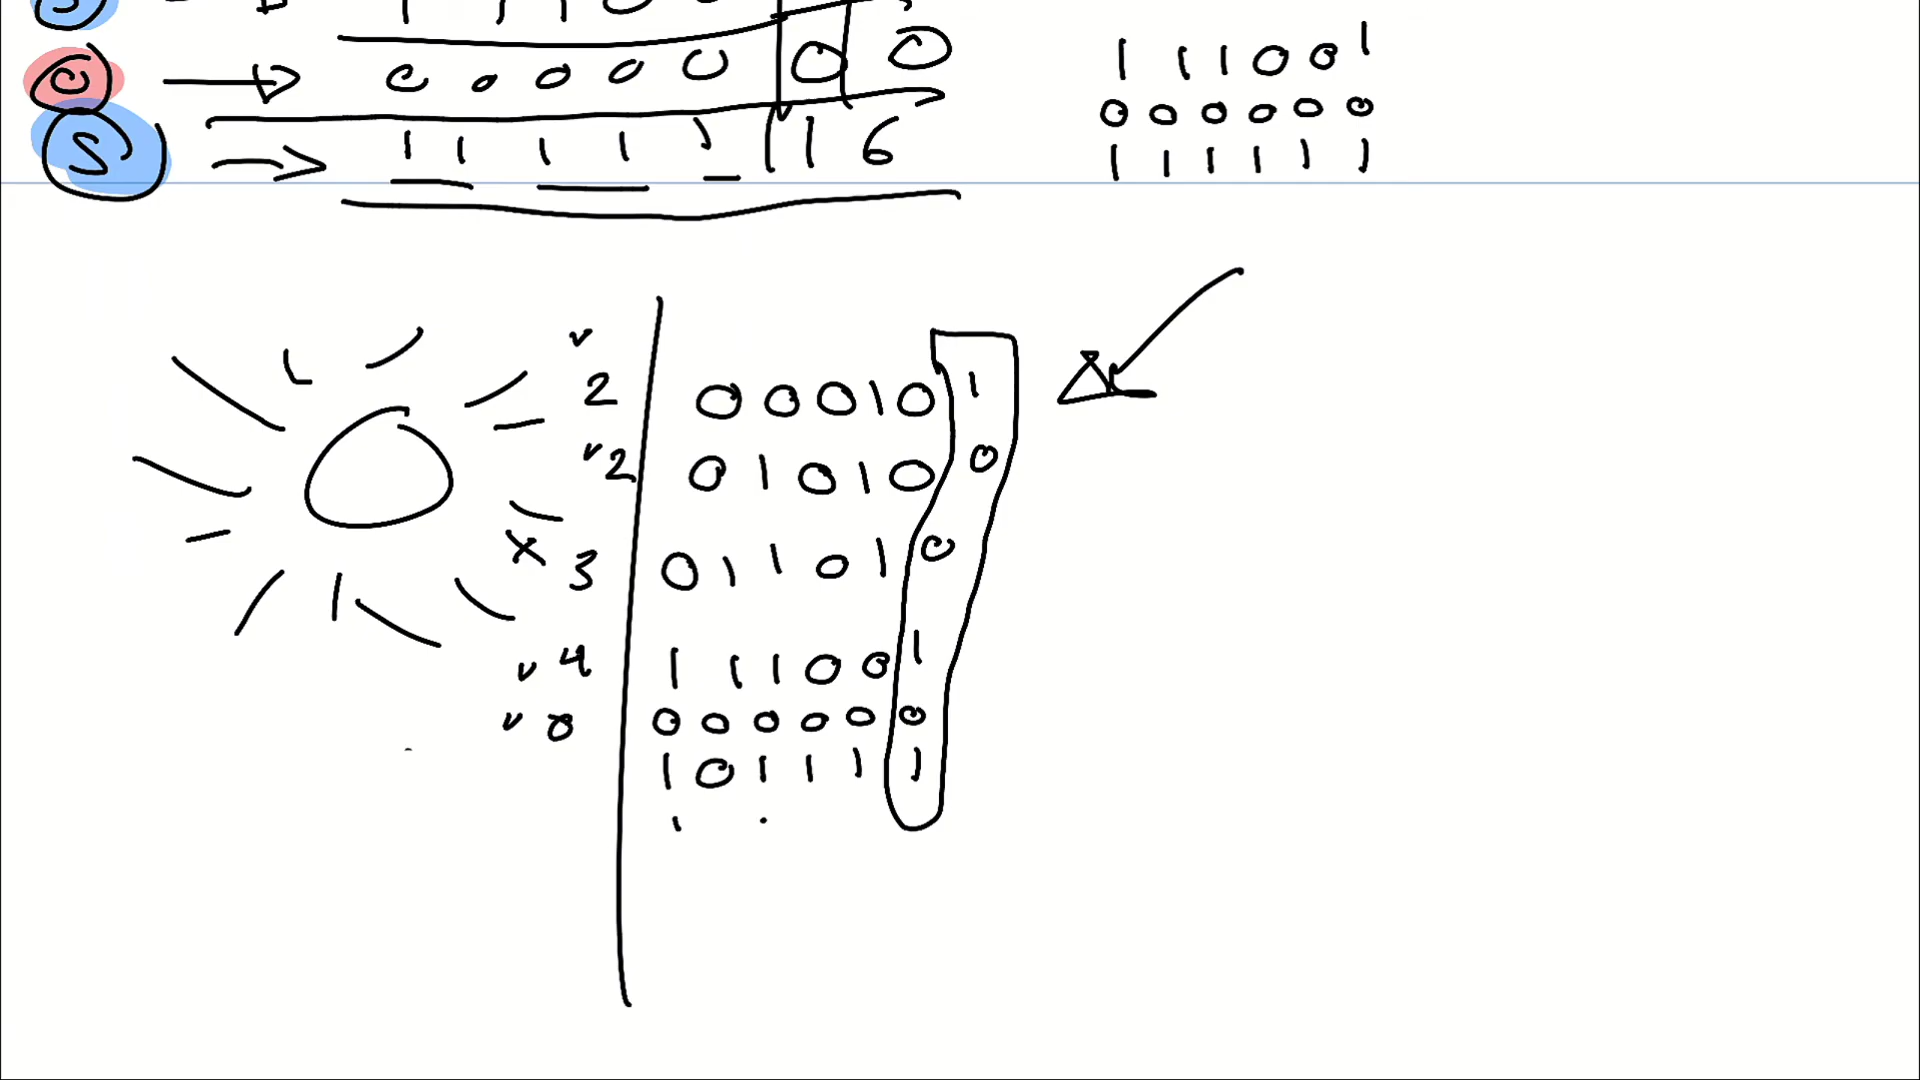 C → 0 0 0 0 0 0 0
S → 1 1 1 1 1 1 1 6
1 1 1 0 0 1
0 0 0 0 0 0
1 1 1 1 1 1
v
2 0 0 0 1 0 1
v 2 0 1 0 1 0 0
x 3 0 1 1 0 1 0
v 4 1 1 1 0 0 1
v 0 0 0 0 0 0 0
1 0 1 1 1 1